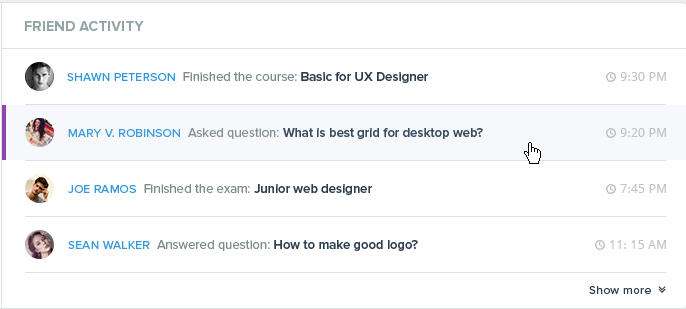 FRIEND ACTIVITY
SHAWN PETERSON Finished the course: Basic for UX Designer 9:30 PM
MARY V. ROBINSON Asked question: What is best grid for desktop web? 9:20 PM
JOE RAMOS Finished the exam: Junior web designer 7:45 PM
SEAN WALKER Answered question: How to make good logo? 11: 15 AM
Show more